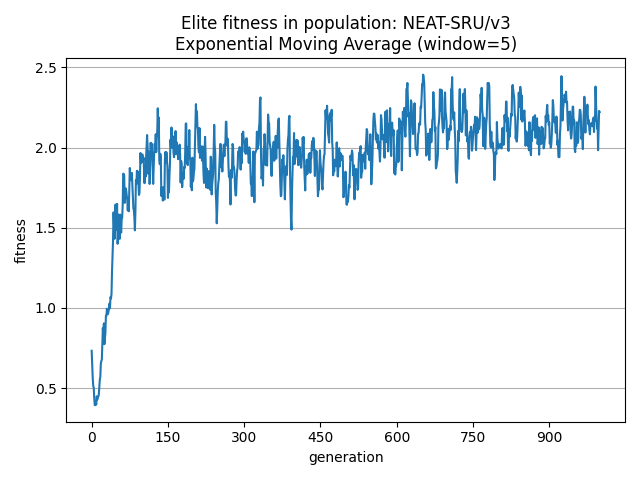 Elite fitness in population: NEAT-SRU/v3
Exponential Moving Average (window=5)
2.5
2.0
1.5
1.0
0.5
fitness
0 150 300 450 600 750 900
generation